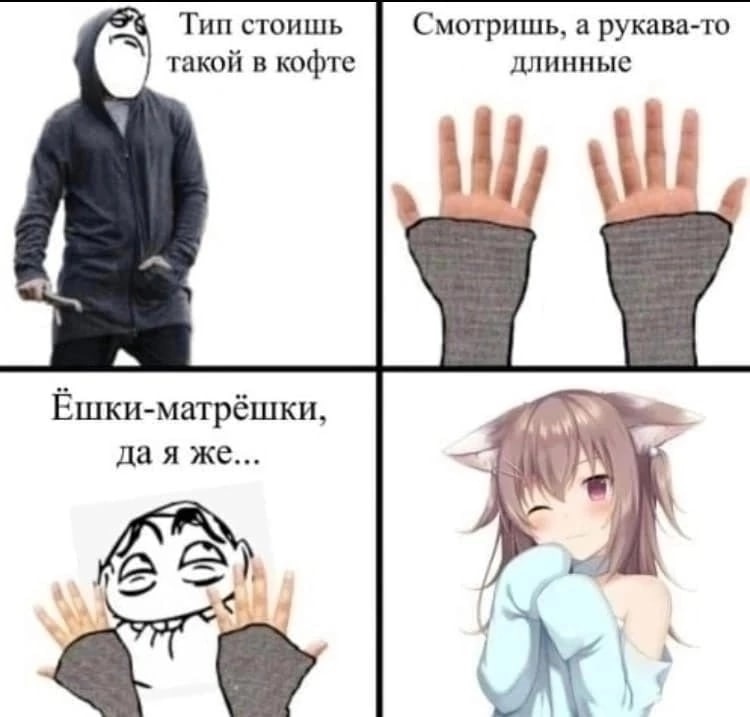 Тип стоишь
такой в кофте
Смотришь, а рукава-то
длинные
Ёшки-матрёшки,
да я же...